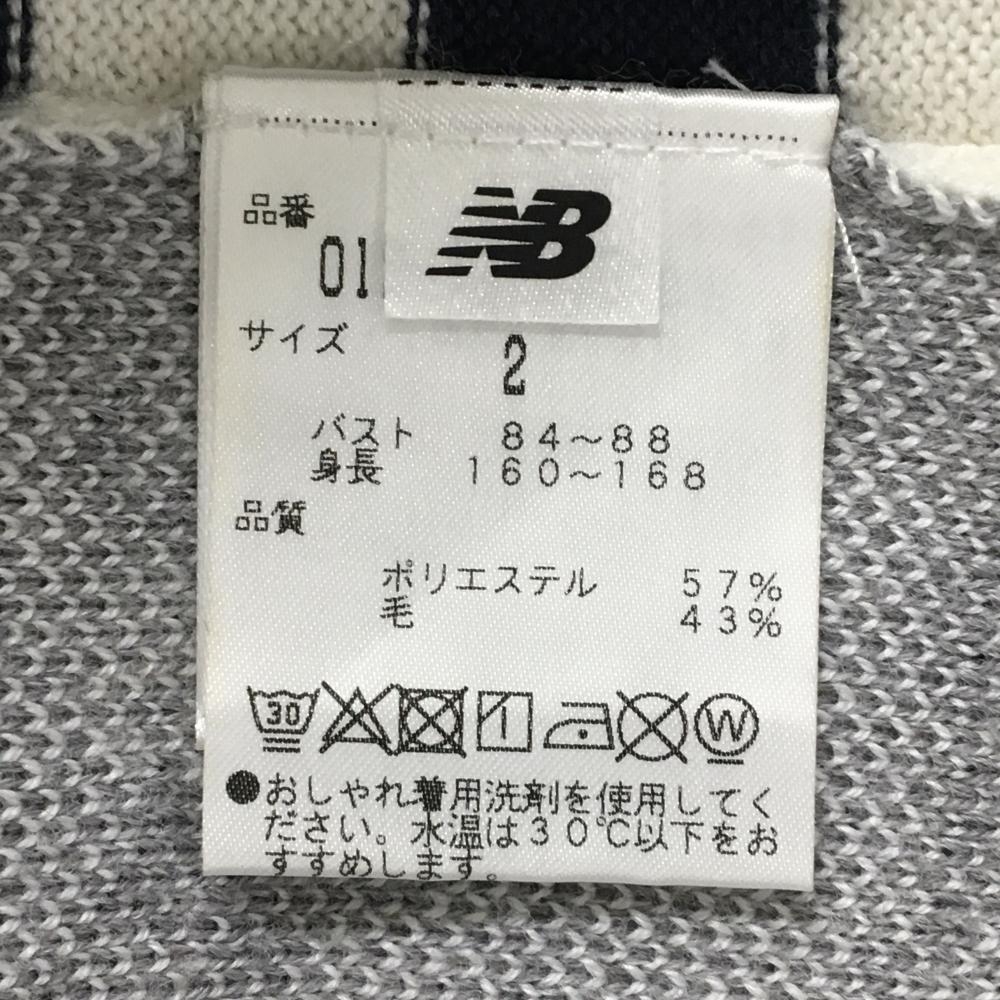 品番
NB
01
サイズ
2
バスト 84～88
身長 160～168
品質
ポリエステル 57%
毛 43%
30 W
●おしゃれ着用洗剤を使用してく
ださい。水温は30℃以下をお
すすめします。